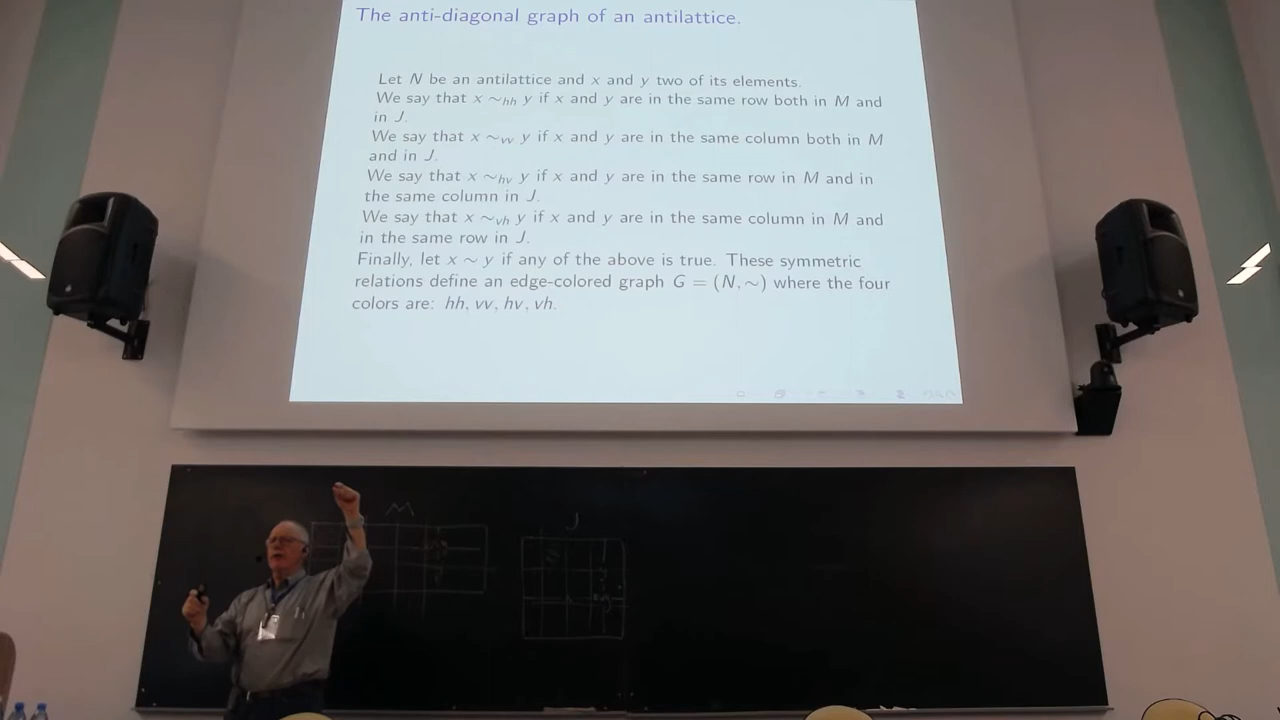 The anti-diagonal graph of an antilattice.
Let N be an antilattice and x and y two of its elements.
We say that x ∼hh y if x and y are in the same row both in M and
in J.
We say that x ∼vv y if x and y are in the same column both in M
and in J.
We say that x ∼hv y if x and y are in the same row in M and in
the same column in J.
We say that x ∼vh y if x and y are in the same column in M and
in the same row in J.
Finally, let x ∼ y if any of the above is true. These symmetric
relations define an edge-colored graph G = (N, ∼) where the four
colors are: hh, vv, hv, vh.
M
J